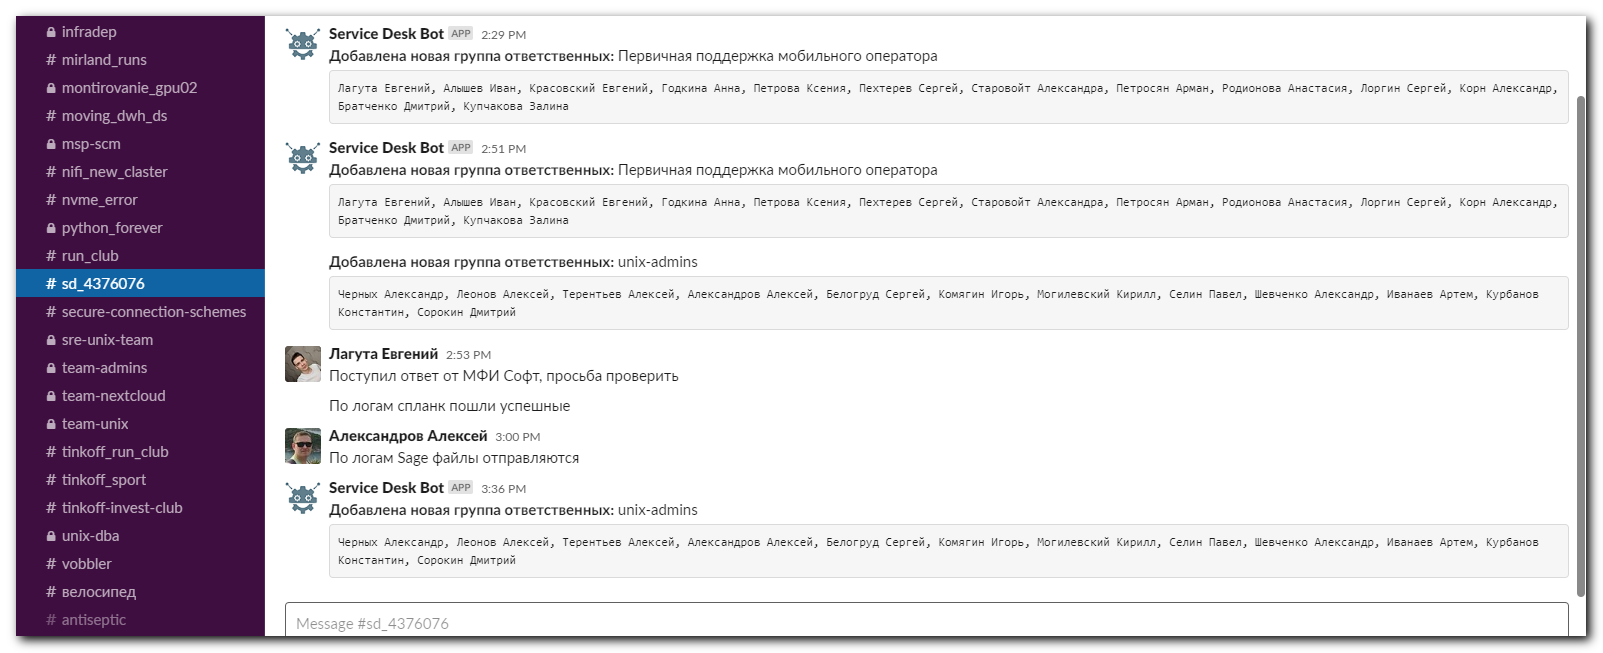 infradep
# mirland_runs
montirovanie_gpu02
# moving_dwh_ds
msp-scm
# nifi_new_claster
# nvme_error
python_forever
# run_club
# sd_4376076
# secure-connection-schemes
sre-unix-team
team-admins
team-nextcloud
team-unix
# tinkoff_run_club
# tinkoff_sport
# tinkoff-invest-club
unix-dba
# vobbler
# велосипед
# antiseptic
Service Desk Bot APP 2:29 PM
Добавлена новая группа ответственных: Первичная поддержка мобильного оператора
Лагута Евгений, Алышев Иван, Красовский Евгений, Годкина Анна, Петрова Ксения, Пехтерев Сергей, Старовойт Александра, Петросян Арман, Родионова Анастасия, Лоргин Сергей, Корн Александр,
Братченко Дмитрий, Купчакова Залина
Service Desk Bot APP 2:51 PM
Добавлена новая группа ответственных: Первичная поддержка мобильного оператора
Лагута Евгений, Алышев Иван, Красовский Евгений, Годкина Анна, Петрова Ксения, Пехтерев Сергей, Старовойт Александра, Петросян Арман, Родионова Анастасия, Лоргин Сергей, Корн Александр,
Братченко Дмитрий, Купчакова Залина
Добавлена новая группа ответственных: unix-admins
Черных Александр, Леонов Алексей, Терентьев Алексей, Александров Алексей, Белогруд Сергей, Комягин Игорь, Могилевский Кирилл, Селин Павел, Шевченко Александр, Иванаев Артем, Курбанов
Константин, Сорокин Дмитрий
Лагута Евгений 2:53 PM
Поступил ответ от МФИ Софт, просьба проверить
По логам спланк пошли успешные
Александров Алексей 3:00 PM
По логам Sage файлы отправляются
Service Desk Bot APP 3:36 PM
Добавлена новая группа ответственных: unix-admins
Черных Александр, Леонов Алексей, Терентьев Алексей, Александров Алексей, Белогруд Сергей, Комягин Игорь, Могилевский Кирилл, Селин Павел, Шевченко Александр, Иванаев Артем, Курбанов
Константин, Сорокин Дмитрий
Message #sd_4376076